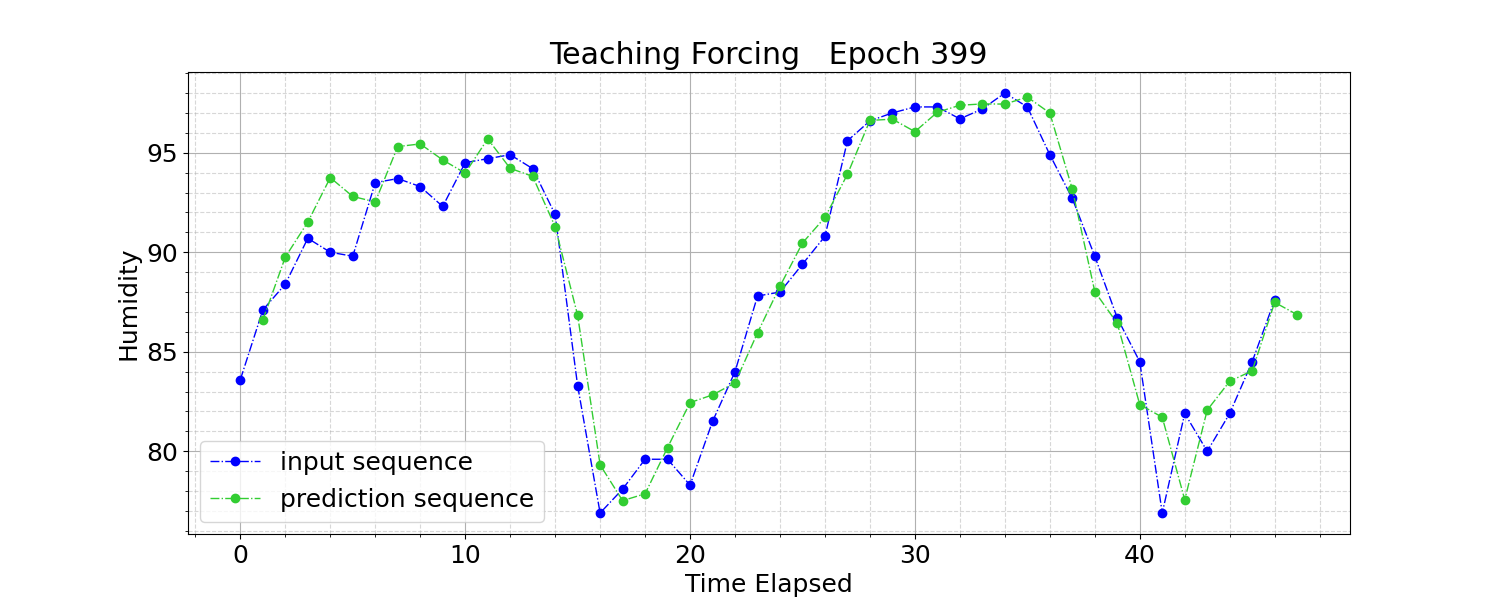 Teaching Forcing   Epoch 399
Humidity
95
90
85
80
input sequence
prediction sequence
0 10 20 30 40
Time Elapsed